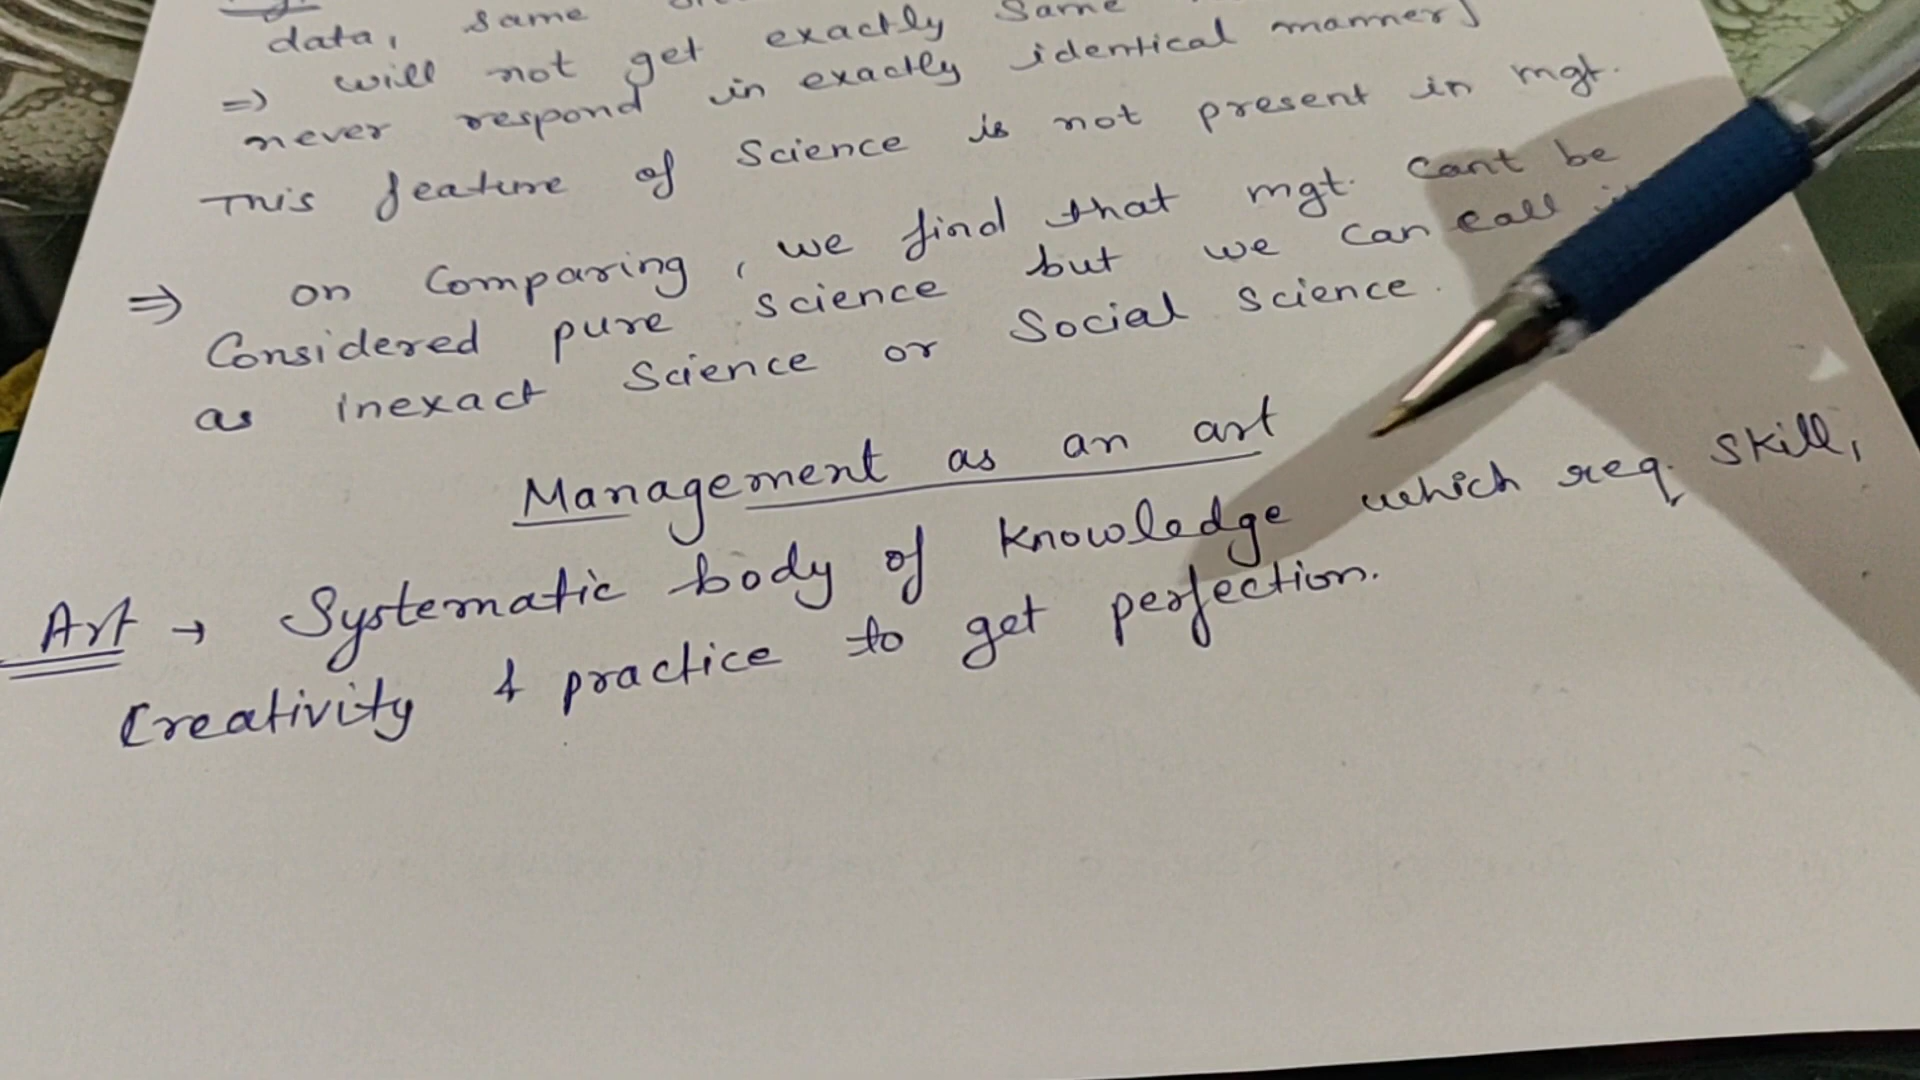 data, same
will not get exactly same
=) never respond in exactly identical manner]
This feature of Science is not present in mgt.
=) on Comparing, we find that mgt. Cant be
Considered pure science but we can call
as inexact Science or Social Science.
Management as an art
Art → Systematic body of knowledge which req. skill,
Creativity & practice to get perfection.